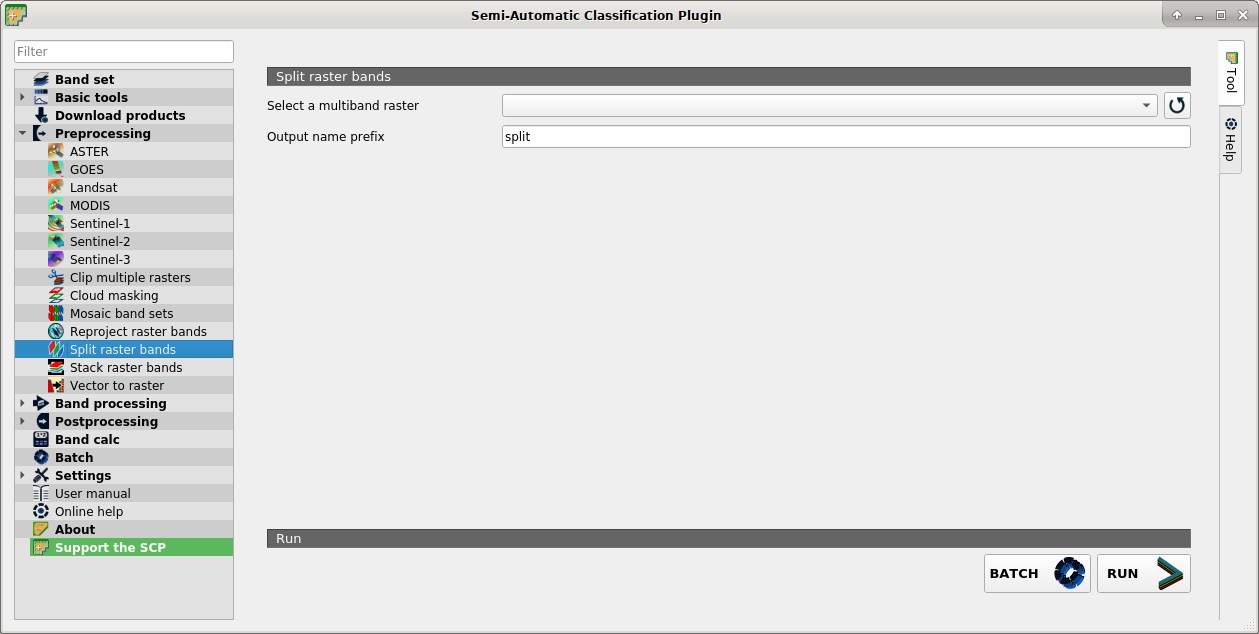 Semi-Automatic Classification Plugin
Filter
Band set
Basic tools
Download products
Preprocessing
ASTER
GOES
Landsat
MODIS
Sentinel-1
Sentinel-2
Sentinel-3
Clip multiple rasters
Cloud masking
Mosaic band sets
Reproject raster bands
Split raster bands
Stack raster bands
Vector to raster
Band processing
Postprocessing
Band calc
Batch
Settings
User manual
Online help
About
Support the SCP
Split raster bands
Select a multiband raster
Output name prefix
split
Run
BATCH
RUN
Tool
Help